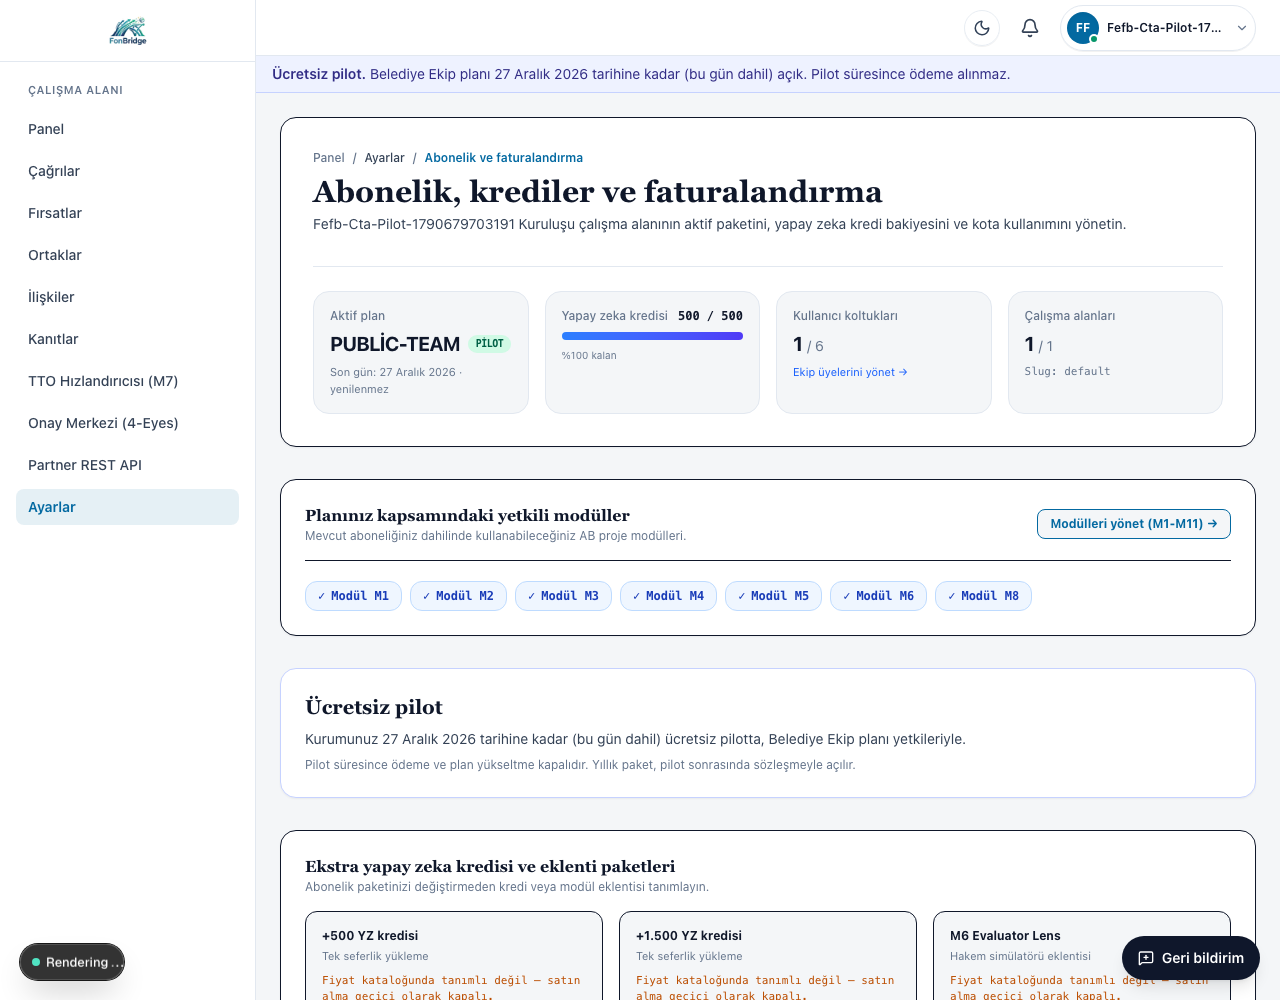 FonBridge
FF
Fefb-Cta-Pilot-17...
Ücretsiz pilot. Belediye Ekip planı 27 Aralık 2026 tarihine kadar (bu gün dahil) açık. Pilot süresince ödeme alınmaz.
ÇALIŞMA ALANI
Panel
Çağrılar
Fırsatlar
Ortaklar
İlişkiler
Kanıtlar
TTO Hızlandırıcısı (M7)
Onay Merkezi (4-Eyes)
Partner REST API
Ayarlar
Panel / Ayarlar / Abonelik ve faturalandırma
Abonelik, krediler ve faturalandırma
Fefb-Cta-Pilot-1790679703191 Kuruluşu çalışma alanının aktif paketini, yapay zeka kredi bakiyesini ve kota kullanımını yönetin.
Aktif plan
PUBLİC-TEAM PİLOT
Son gün: 27 Aralık 2026 ·
yenilenmez
Yapay zeka kredisi 500 / 500
%100 kalan
Kullanıcı koltukları
1 / 6
Ekip üyelerini yönet →
Çalışma alanları
1 / 1
Slug: default
Planınız kapsamındaki yetkili modüller
Mevcut aboneliğiniz dahilinde kullanabileceğiniz AB proje modülleri.
Modülleri yönet (M1-M11) →
✓ Modül M1
✓ Modül M2
✓ Modül M3
✓ Modül M4
✓ Modül M5
✓ Modül M6
✓ Modül M8
Ücretsiz pilot
Kurumunuz 27 Aralık 2026 tarihine kadar (bu gün dahil) ücretsiz pilotta, Belediye Ekip planı yetkileriyle.
Pilot süresince ödeme ve plan yükseltme kapalıdır. Yıllık paket, pilot sonrasında sözleşmeyle açılır.
Ekstra yapay zeka kredisi ve eklenti paketleri
Abonelik paketinizi değiştirmeden kredi veya modül eklentisi tanımlayın.
+500 YZ kredisi
Tek seferlik yükleme
Fiyat kataloğunda tanımlı değil — satın
alma geçici olarak kapalı.
+1.500 YZ kredisi
Tek seferlik yükleme
Fiyat kataloğunda tanımlı değil — satın
alma geçici olarak kapalı.
M6 Evaluator Lens
Hakem simülatörü eklentisi
Fiyat kataloğunda tanımlı değil — satın
alma geçici olarak kapalı.
Rendering ...
Geri bildirim